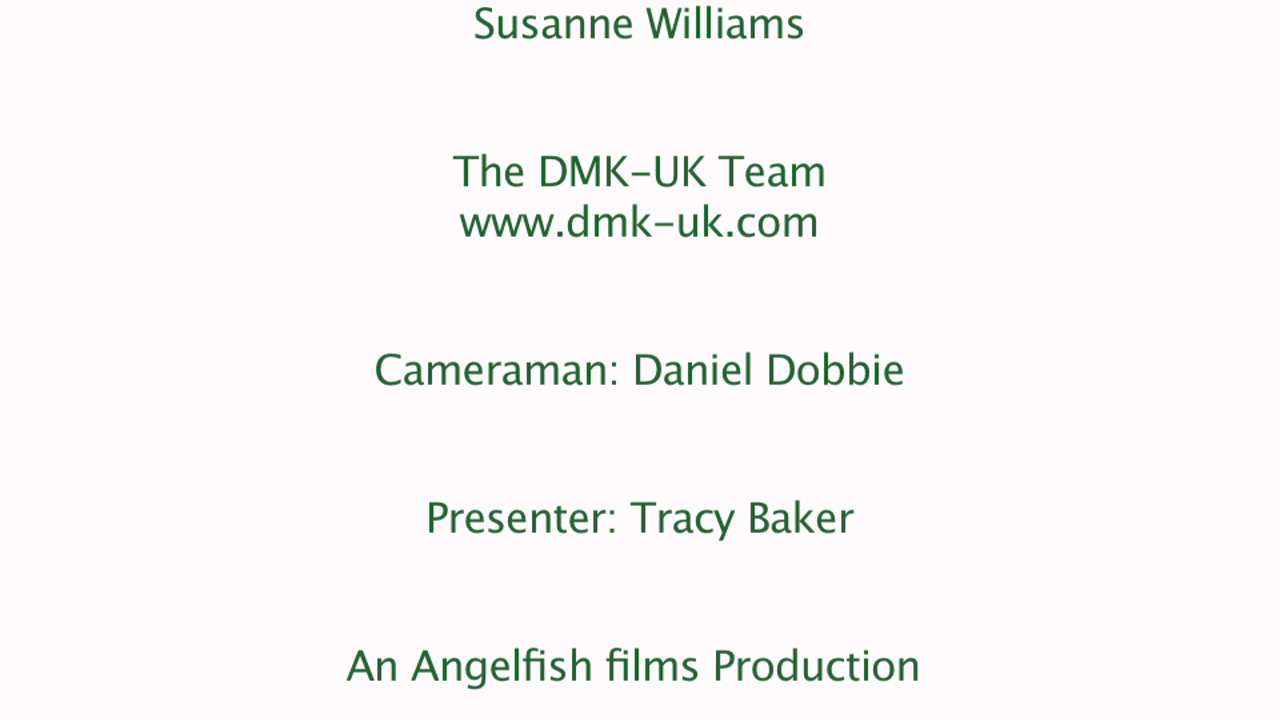 Susanne Williams
The DMK-UK Team
www.dmk-uk.com
Cameraman: Daniel Dobbie
Presenter: Tracy Baker
An Angelfish films Production